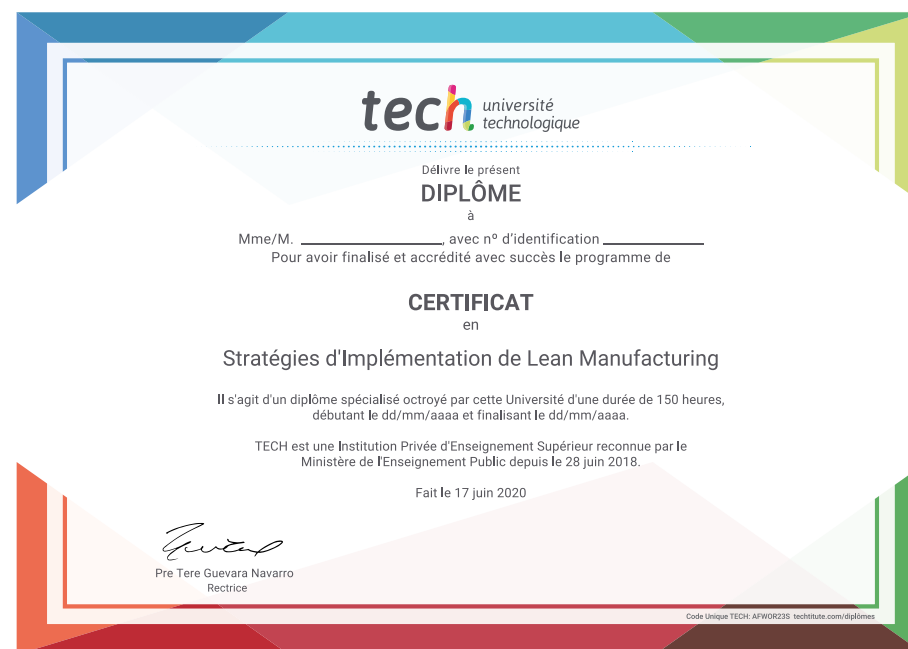 tech université
technologique
Délivre le présent
DIPLÔME
à
Mme/M. ____________________, avec nº d'identification ______________
Pour avoir finalisé et accrédité avec succès le programme de
CERTIFICAT
en
Stratégies d'Implémentation de Lean Manufacturing
Il s'agit d'un diplôme spécialisé octroyé par cette Université d'une durée de 150 heures,
débutant le dd/mm/aaaa et finalisant le dd/mm/aaaa.
TECH est une Institution Privée d'Enseignement Supérieur reconnue par le
Ministère de l'Enseignement Public depuis le 28 juin 2018.
Fait le 17 juin 2020
Pre Tere Guevara Navarro
Rectrice
Code Unique TECH: AFWOR23S techtitute.com/diplômes